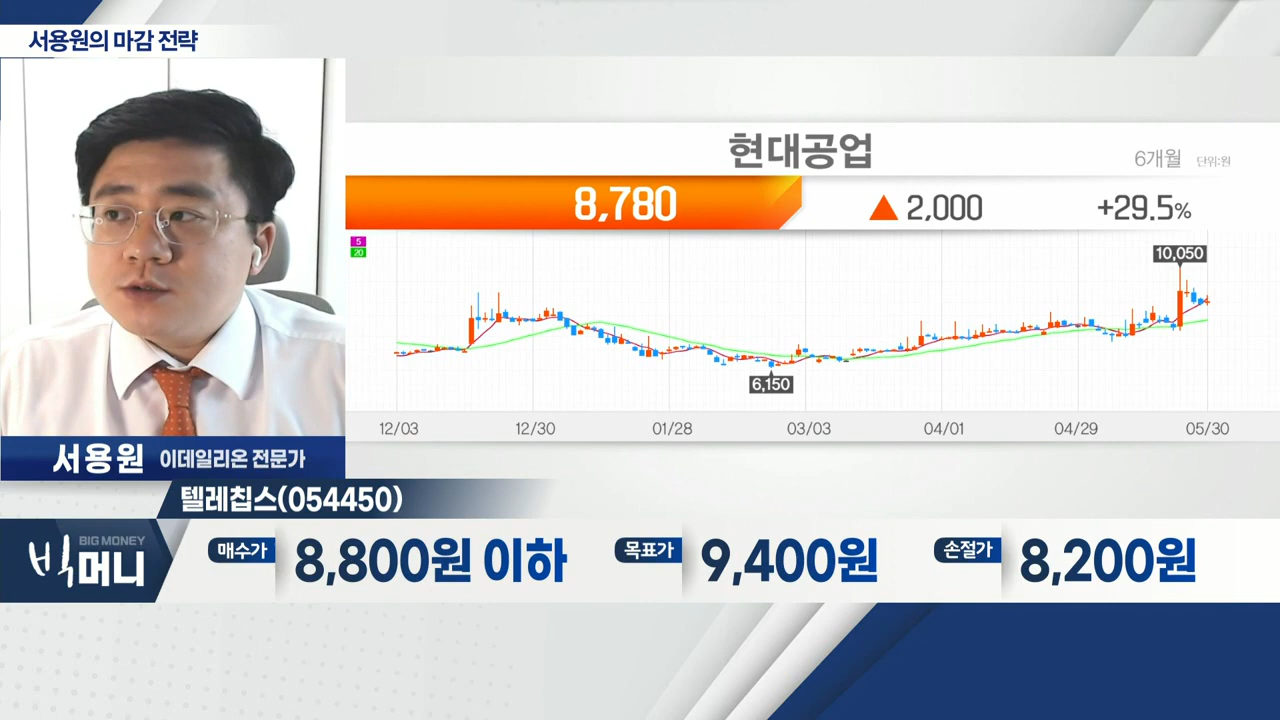 서용원의 마감 전략
현대공업
6개월 단위:원
8,780 ▲ 2,000 +29.5%
5
20
10,050
6,150
12/03 12/30 01/28 03/03 04/01 04/29 05/30
서용원 이데일리온 전문가
텔레칩스(054450)
BIG MONEY
빅머니
매수가 8,800원 이하 목표가 9,400원 손절가 8,200원